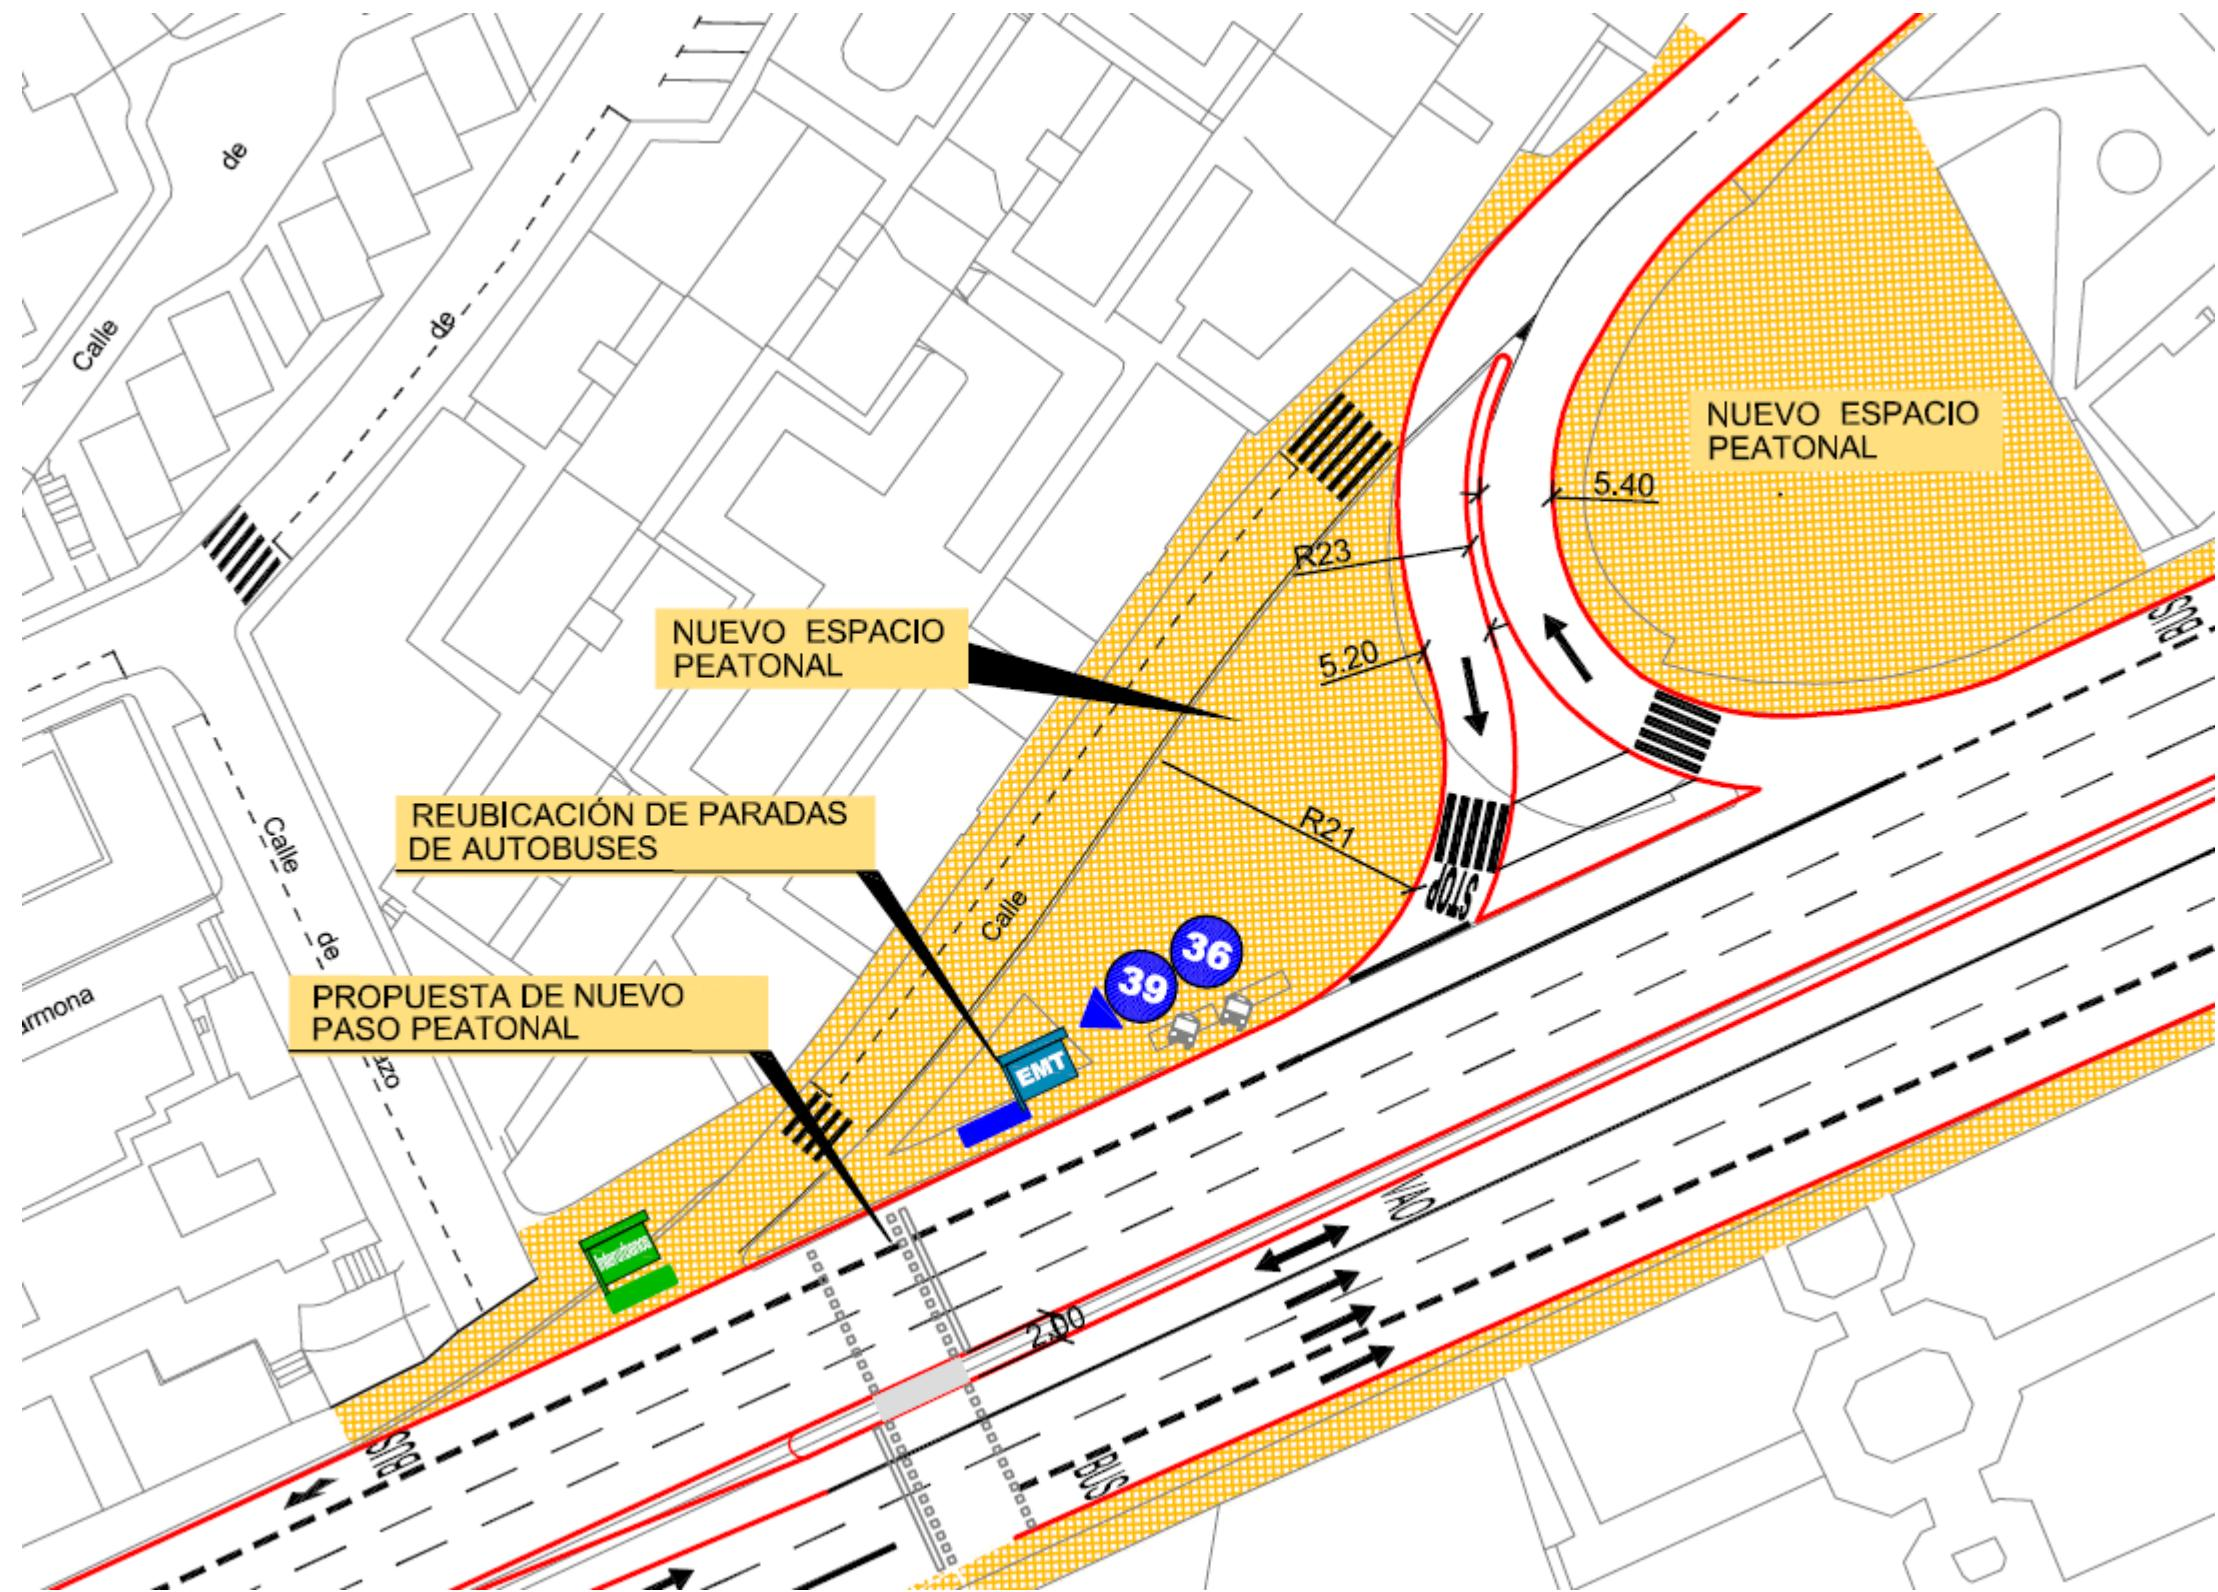 de
Calle
de
NUEVO ESPACIO
PEATONAL
5.40
R23
BUS
NUEVO ESPACIO
PEATONAL
5.20
REUBICACIÓN DE PARADAS
DE AUTOBUSES
R21
Calle
de
STOP
Calle
36
39
PROPUESTA DE NUEVO
PASO PEATONAL
armona
azo
EMT
VAO
interurbanos
2.00
BUS
BUS